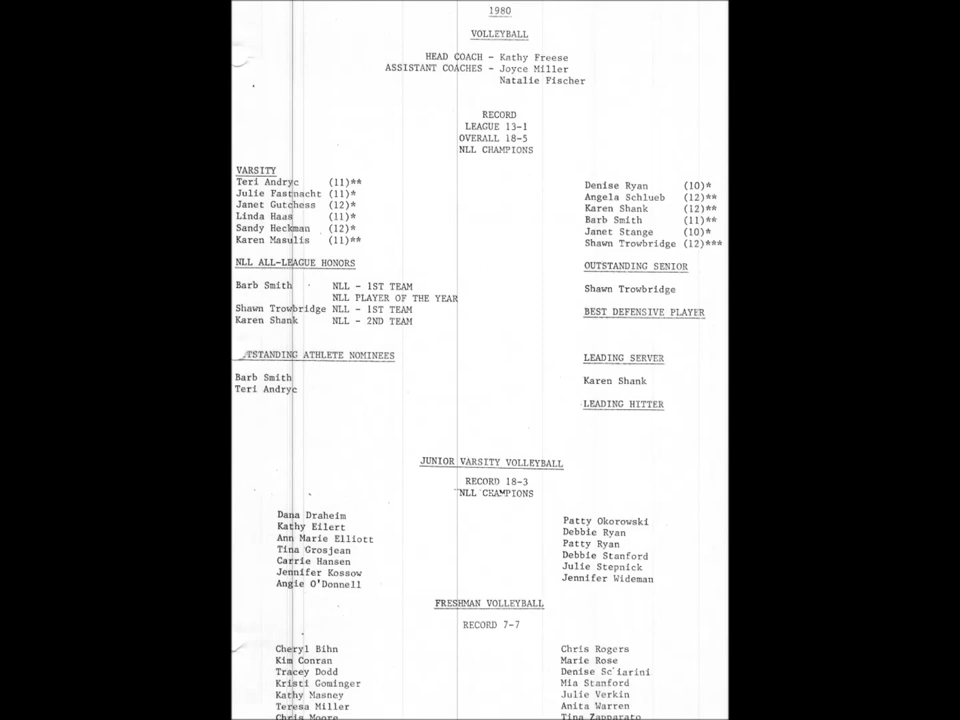 1980
VOLLEYBALL
HEAD COACH - Kathy Freese
ASSISTANT COACHES - Joyce Miller
Natalie Fischer
RECORD
LEAGUE 13-1
OVERALL 18-5
NLL CHAMPIONS
VARSITY
Teri Andryc (11)**
Julie Fastnacht (11)*
Janet Gutchess (12)*
Linda Haas (11)*
Sandy Heckman (12)*
Karen Masulis (11)**
Denise Ryan (10)*
Angela Schlueb (12)**
Karen Shank (12)**
Barb Smith (11)**
Janet Stange (10)*
Shawn Trowbridge (12)***
NLL ALL-LEAGUE HONORS
Barb Smith NLL - 1ST TEAM
NLL PLAYER OF THE YEAR
Shawn Trowbridge NLL - 1ST TEAM
Karen Shank NLL - 2ND TEAM
OUTSTANDING SENIOR
Shawn Trowbridge
BEST DEFENSIVE PLAYER
TSTANDING ATHLETE NOMINEES
Barb Smith
Teri Andryc
LEADING SERVER
Karen Shank
LEADING HITTER
JUNIOR VARSITY VOLLEYBALL
RECORD 18-3
NLL CHAMPIONS
Dana Draheim
Kathy Eilert
Ann Marie Elliott
Tina Grosjean
Carrie Hansen
Jennifer Kossow
Angie O'Donnell
Patty Okorowski
Debbie Ryan
Patty Ryan
Debbie Stanford
Julie Stepnick
Jennifer Wideman
FRESHMAN VOLLEYBALL
RECORD 7-7
Cheryl Bihn
Kim Conran
Tracey Dodd
Kristi Gominger
Kathy Masney
Teresa Miller
Chris Moore
Chris Rogers
Marie Rose
Denise Sciarini
Mia Stanford
Julie Verkin
Anita Warren
Tina Zapparato